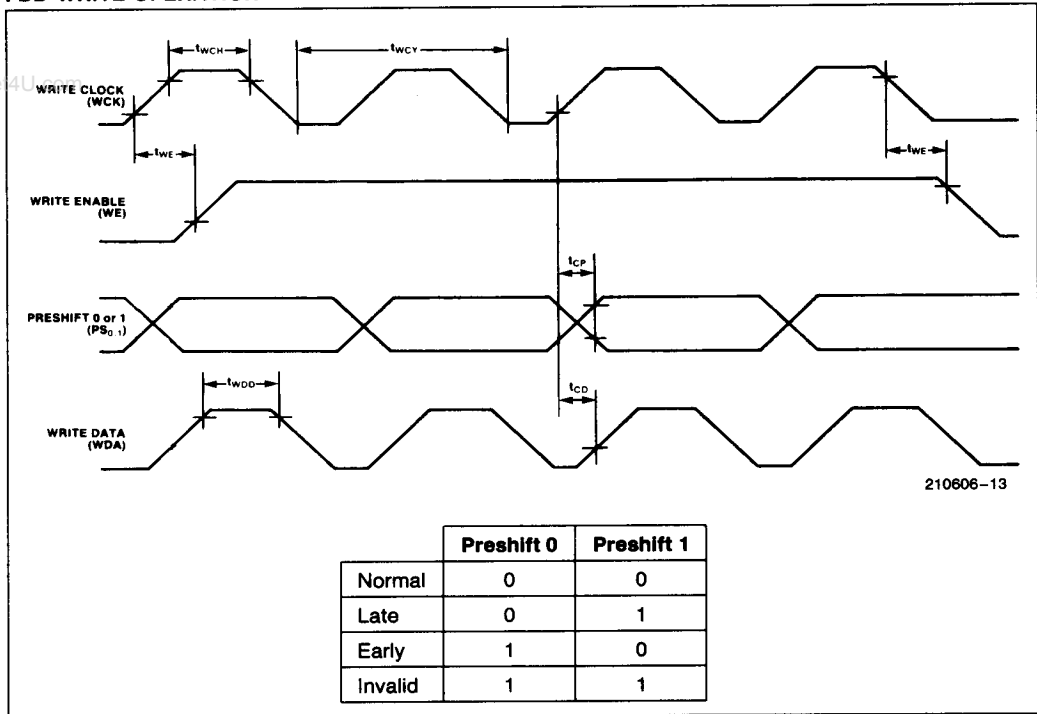 et4U.com
tWCH
tWCY
WRITE CLOCK
(WCK)
tWE
tWE
WRITE ENABLE
(WE)
tCP
PRESHIFT 0 or 1
(PS0,1)
tWDD
tCD
WRITE DATA
(WDA)
210606-13
Preshift 0 Preshift 1
Normal 0 0
Late 0 1
Early 1 0
Invalid 1 1